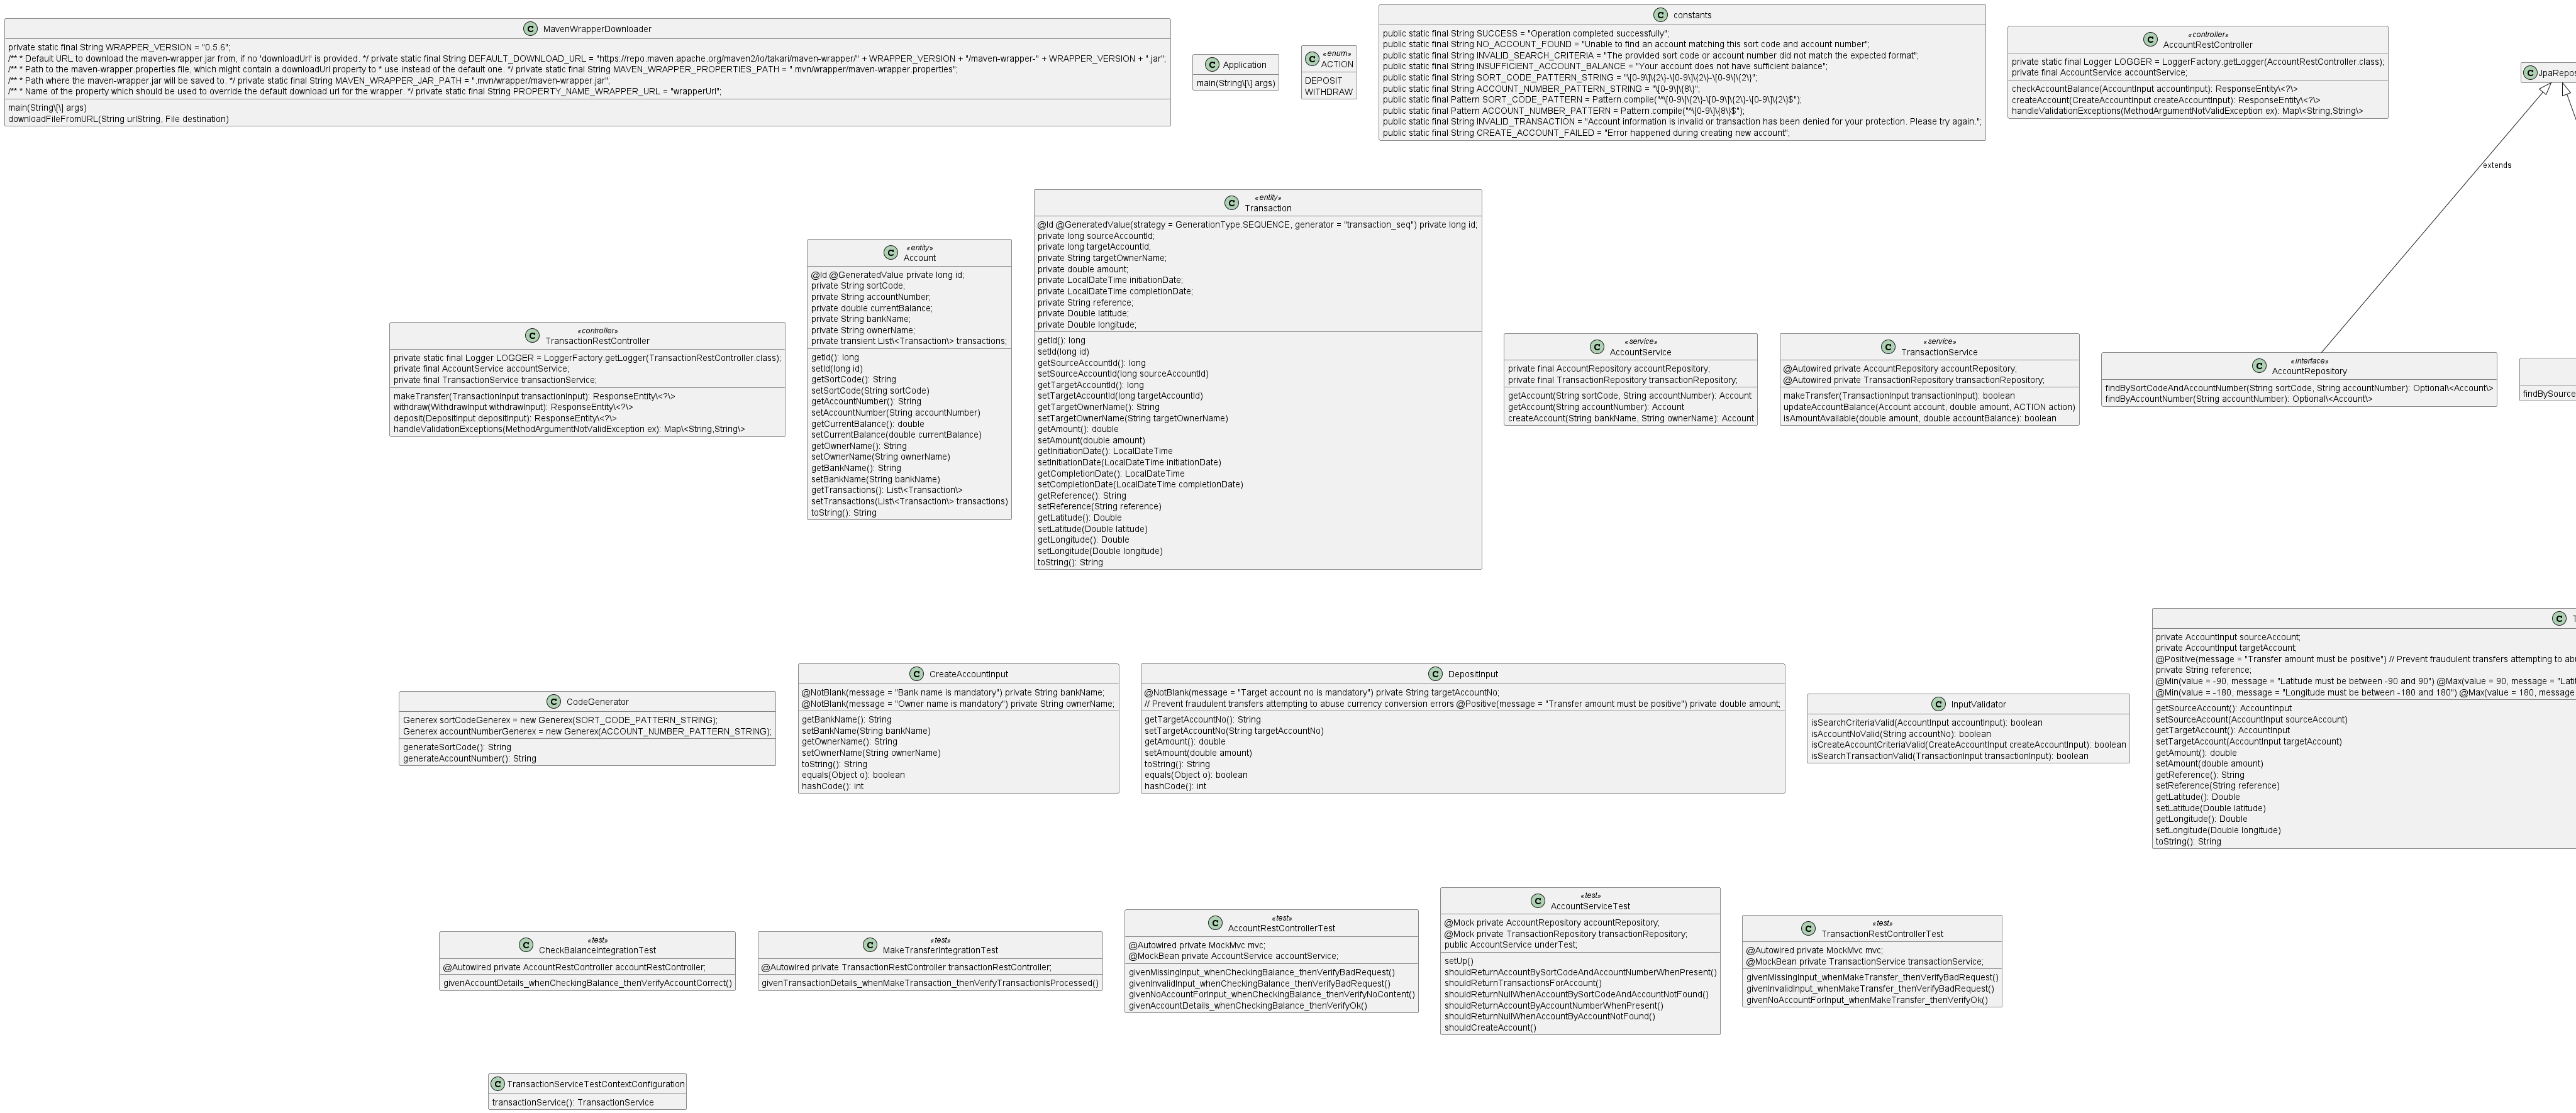 MavenWrapperDownloader
private static final String WRAPPER_VERSION = "0.5.6";
/** * Default URL to download the maven-wrapper.jar from, if no 'downloadUrl' is provided. */ private static final String DEFAULT_DOWNLOAD_URL = "https://repo.maven.apache.org/maven2/io/takari/maven-wrapper/" + WRAPPER_VERSION + "/maven-wrapper-" + WRAPPER_VERSION + ".jar";
/** * Path to the maven-wrapper.properties file, which might contain a downloadUrl property to * use instead of the default one. */ private static final String MAVEN_WRAPPER_PROPERTIES_PATH = ".mvn/wrapper/maven-wrapper.properties";
/** * Path where the maven-wrapper.jar will be saved to. */ private static final String MAVEN_WRAPPER_JAR_PATH = ".mvn/wrapper/maven-wrapper.jar";
/** * Name of the property which should be used to override the default download url for the wrapper. */ private static final String PROPERTY_NAME_WRAPPER_URL = "wrapperUrl";
main(String\[\] args)
downloadFileFromURL(String urlString, File destination)
Application
main(String\[\] args)
«enum»
ACTION
DEPOSIT
WITHDRAW
constants
public static final String SUCCESS = "Operation completed successfully";
public static final String NO_ACCOUNT_FOUND = "Unable to find an account matching this sort code and account number";
public static final String INVALID_SEARCH_CRITERIA = "The provided sort code or account number did not match the expected format";
public static final String INSUFFICIENT_ACCOUNT_BALANCE = "Your account does not have sufficient balance";
public static final String SORT_CODE_PATTERN_STRING = "\[0-9\]\{2\}-\[0-9\]\{2\}-\[0-9\]\{2\}";
public static final String ACCOUNT_NUMBER_PATTERN_STRING = "\[0-9\]\{8\}";
public static final Pattern SORT_CODE_PATTERN = Pattern.compile("^\[0-9\]\{2\}-\[0-9\]\{2\}-\[0-9\]\{2\}$");
public static final Pattern ACCOUNT_NUMBER_PATTERN = Pattern.compile("^\[0-9\]\{8\}$");
public static final String INVALID_TRANSACTION = "Account information is invalid or transaction has been denied for your protection. Please try again.";
public static final String CREATE_ACCOUNT_FAILED = "Error happened during creating new account";
«controller»
AccountRestController
private static final Logger LOGGER = LoggerFactory.getLogger(AccountRestController.class);
private final AccountService accountService;
checkAccountBalance(AccountInput accountInput): ResponseEntity\<?\>
createAccount(CreateAccountInput createAccountInput): ResponseEntity\<?\>
handleValidationExceptions(MethodArgumentNotValidException ex): Map\<String,String\>
JpaRepos
extends
«controller»
TransactionRestController
private static final Logger LOGGER = LoggerFactory.getLogger(TransactionRestController.class);
private final AccountService accountService;
private final TransactionService transactionService;
makeTransfer(TransactionInput transactionInput): ResponseEntity\<?\>
withdraw(WithdrawInput withdrawInput): ResponseEntity\<?\>
deposit(DepositInput depositInput): ResponseEntity\<?\>
handleValidationExceptions(MethodArgumentNotValidException ex): Map\<String,String\>
«entity»
Account
@Id @GeneratedValue private long id;
private String sortCode;
private String accountNumber;
private double currentBalance;
private String bankName;
private String ownerName;
private transient List\<Transaction\> transactions;
getId(): long
setId(long id)
getSortCode(): String
setSortCode(String sortCode)
getAccountNumber(): String
setAccountNumber(String accountNumber)
getCurrentBalance(): double
setCurrentBalance(double currentBalance)
getOwnerName(): String
setOwnerName(String ownerName)
getBankName(): String
setBankName(String bankName)
getTransactions(): List\<Transaction\>
setTransactions(List\<Transaction\> transactions)
toString(): String
«entity»
Transaction
@Id @GeneratedValue(strategy = GenerationType.SEQUENCE, generator = "transaction_seq") private long id;
private long sourceAccountId;
private long targetAccountId;
private String targetOwnerName;
private double amount;
private LocalDateTime initiationDate;
private LocalDateTime completionDate;
private String reference;
private Double latitude;
private Double longitude;
getId(): long
setId(long id)
getSourceAccountId(): long
setSourceAccountId(long sourceAccountId)
getTargetAccountId(): long
setTargetAccountId(long targetAccountId)
getTargetOwnerName(): String
setTargetOwnerName(String targetOwnerName)
getAmount(): double
setAmount(double amount)
getInitiationDate(): LocalDateTime
setInitiationDate(LocalDateTime initiationDate)
getCompletionDate(): LocalDateTime
setCompletionDate(LocalDateTime completionDate)
getReference(): String
setReference(String reference)
getLatitude(): Double
setLatitude(Double latitude)
getLongitude(): Double
setLongitude(Double longitude)
toString(): String
«service»
AccountService
private final AccountRepository accountRepository;
private final TransactionRepository transactionRepository;
getAccount(String sortCode, String accountNumber): Account
getAccount(String accountNumber): Account
createAccount(String bankName, String ownerName): Account
«service»
TransactionService
@Autowired private AccountRepository accountRepository;
@Autowired private TransactionRepository transactionRepository;
makeTransfer(TransactionInput transactionInput): boolean
updateAccountBalance(Account account, double amount, ACTION action)
isAmountAvailable(double amount, double accountBalance): boolean
«interface»
AccountRepository
findBySortCodeAndAccountNumber(String sortCode, String accountNumber): Optional\<Account\>
findByAccountNumber(String accountNumber): Optional\<Account\>
findBySource
CodeGenerator
Generex sortCodeGenerex = new Generex(SORT_CODE_PATTERN_STRING);
Generex accountNumberGenerex = new Generex(ACCOUNT_NUMBER_PATTERN_STRING);
generateSortCode(): String
generateAccountNumber(): String
CreateAccountInput
@NotBlank(message = "Bank name is mandatory") private String bankName;
@NotBlank(message = "Owner name is mandatory") private String ownerName;
getBankName(): String
setBankName(String bankName)
getOwnerName(): String
setOwnerName(String ownerName)
toString(): String
equals(Object o): boolean
hashCode(): int
DepositInput
@NotBlank(message = "Target account no is mandatory") private String targetAccountNo;
// Prevent fraudulent transfers attempting to abuse currency conversion errors @Positive(message = "Transfer amount must be positive") private double amount;
getTargetAccountNo(): String
setTargetAccountNo(String targetAccountNo)
getAmount(): double
setAmount(double amount)
toString(): String
equals(Object o): boolean
hashCode(): int
InputValidator
isSearchCriteriaValid(AccountInput accountInput): boolean
isAccountNoValid(String accountNo): boolean
isCreateAccountCriteriaValid(CreateAccountInput createAccountInput): boolean
isSearchTransactionValid(TransactionInput transactionInput): boolean
T
private AccountInput sourceAccount;
private AccountInput targetAccount;
@Positive(message = "Transfer amount must be positive") // Prevent fraudulent transfers attempting to abu
private String reference;
@Min(value = -90, message = "Latitude must be between -90 and 90") @Max(value = 90, message = "Latit
@Min(value = -180, message = "Longitude must be between -180 and 180") @Max(value = 180, message
getSourceAccount(): AccountInput
setSourceAccount(AccountInput sourceAccount)
getTargetAccount(): AccountInput
setTargetAccount(AccountInput targetAccount)
getAmount(): double
setAmount(double amount)
getReference(): String
setReference(String reference)
getLatitude(): Double
setLatitude(Double latitude)
getLongitude(): Double
setLongitude(Double longitude)
toString(): String
«test»
CheckBalanceIntegrationTest
@Autowired private AccountRestController accountRestController;
givenAccountDetails_whenCheckingBalance_thenVerifyAccountCorrect()
«test»
MakeTransferIntegrationTest
@Autowired private TransactionRestController transactionRestController;
givenTransactionDetails_whenMakeTransaction_thenVerifyTransactionIsProcessed()
«test»
AccountRestControllerTest
@Autowired private MockMvc mvc;
@MockBean private AccountService accountService;
givenMissingInput_whenCheckingBalance_thenVerifyBadRequest()
givenInvalidInput_whenCheckingBalance_thenVerifyBadRequest()
givenNoAccountForInput_whenCheckingBalance_thenVerifyNoContent()
givenAccountDetails_whenCheckingBalance_thenVerifyOk()
«test»
AccountServiceTest
@Mock private AccountRepository accountRepository;
@Mock private TransactionRepository transactionRepository;
public AccountService underTest;
setUp()
shouldReturnAccountBySortCodeAndAccountNumberWhenPresent()
shouldReturnTransactionsForAccount()
shouldReturnNullWhenAccountBySortCodeAndAccountNotFound()
shouldReturnAccountByAccountNumberWhenPresent()
shouldReturnNullWhenAccountByAccountNotFound()
shouldCreateAccount()
«test»
TransactionRestControllerTest
@Autowired private MockMvc mvc;
@MockBean private TransactionService transactionService;
givenMissingInput_whenMakeTransfer_thenVerifyBadRequest()
givenInvalidInput_whenMakeTransfer_thenVerifyBadRequest()
givenNoAccountForInput_whenMakeTransfer_thenVerifyOk()
TransactionServiceTestContextConfiguration
transactionService(): TransactionService